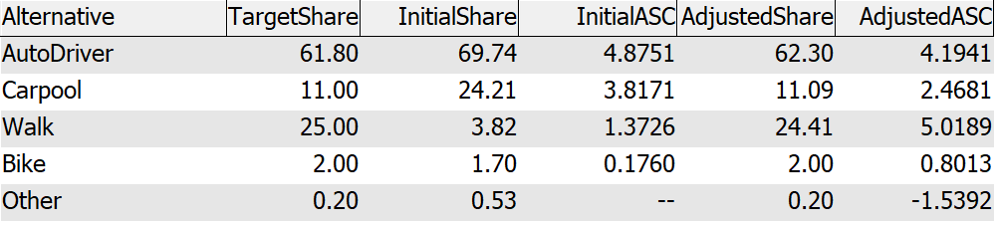 Alternative TargetShare InitialShare InitialASC AdjustedShare AdjustedASC
AutoDriver 61.80 69.74 4.8751 62.30 4.1941
Carpool 11.00 24.21 3.8171 11.09 2.4681
Walk 25.00 3.82 1.3726 24.41 5.0189
Bike 2.00 1.70 0.1760 2.00 0.8013
Other 0.20 0.53 -- 0.20 -1.5392